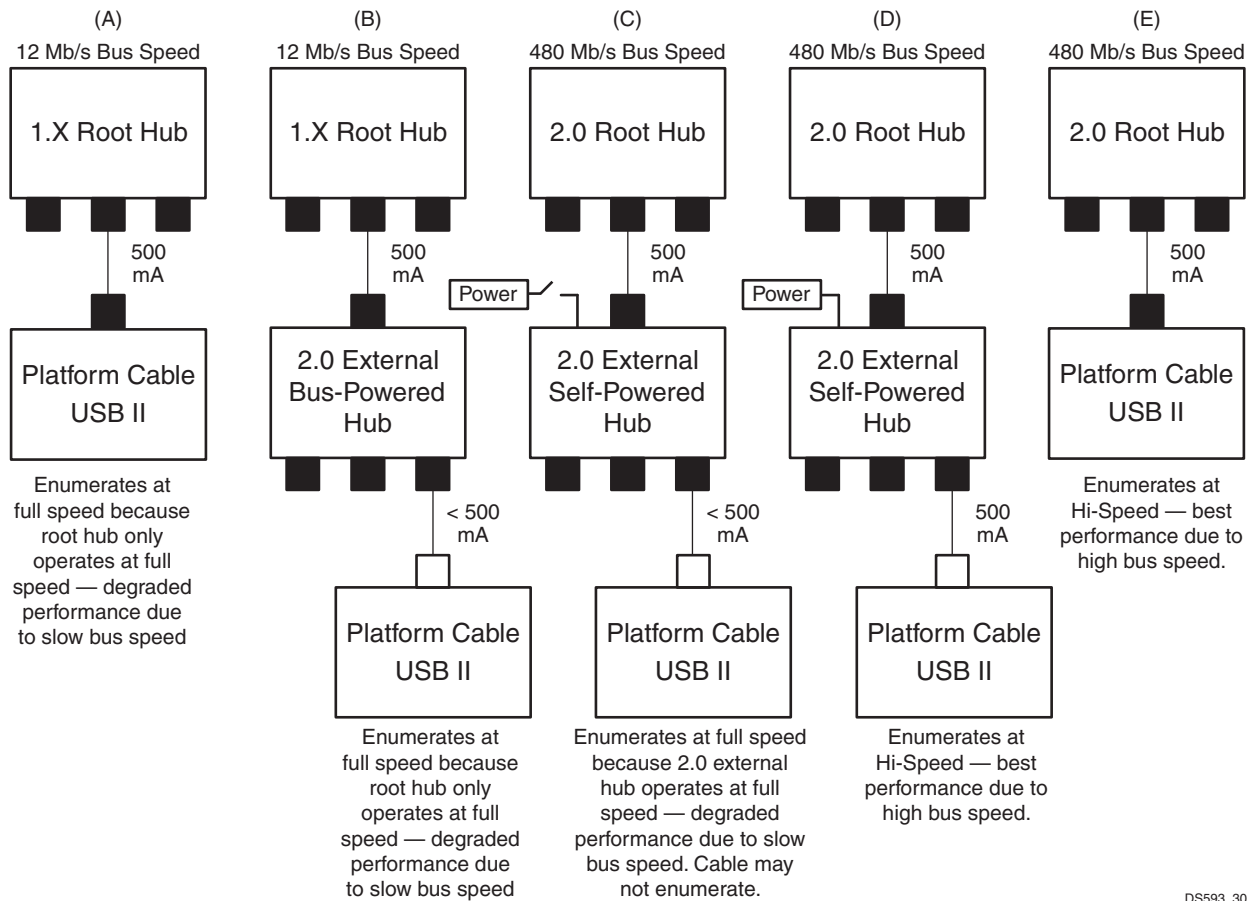 (A)
12 Mb/s Bus Speed
1.X Root Hub
500
mA
Platform Cable
USB II
Enumerates at
full speed because
root hub only
operates at full
speed — degraded
performance due
to slow bus speed
(B)
12 Mb/s Bus Speed
1.X Root Hub
500
mA
2.0 External
Bus-Powered
Hub
< 500
mA
Platform Cable
USB II
Enumerates at
full speed because
root hub only
operates at full
speed — degraded
performance due
to slow bus speed
(C)
480 Mb/s Bus Speed
2.0 Root Hub
500
mA
Power
2.0 External
Self-Powered
Hub
< 500
mA
Platform Cable
USB II
Enumerates at full speed
because 2.0 external
hub operates at full
speed — degraded
performance due to slow
bus speed. Cable may
not enumerate.
(D)
480 Mb/s Bus Speed
2.0 Root Hub
500
mA
Power
2.0 External
Self-Powered
Hub
500
mA
Platform Cable
USB II
Enumerates at
Hi-Speed — best
performance due to
high bus speed.
(E)
480 Mb/s Bus Speed
2.0 Root Hub
500
mA
Platform Cable
USB II
Enumerates at
Hi-Speed — best
performance due to
high bus speed.
DS593_30